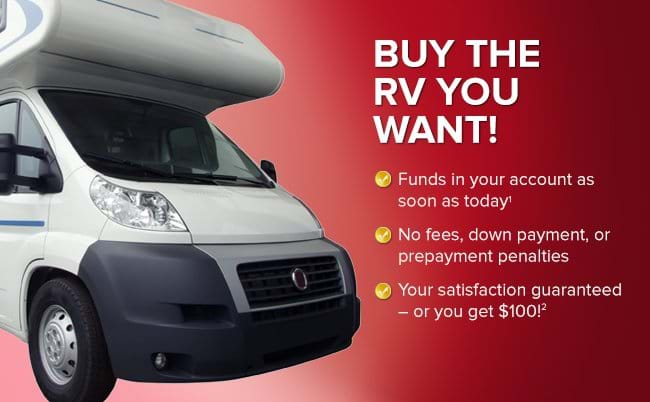 BUY THE
RV YOU
WANT!
Funds in your account as
soon as today¹
No fees, down payment, or
prepayment penalties
Your satisfaction guaranteed
– or you get $100!²